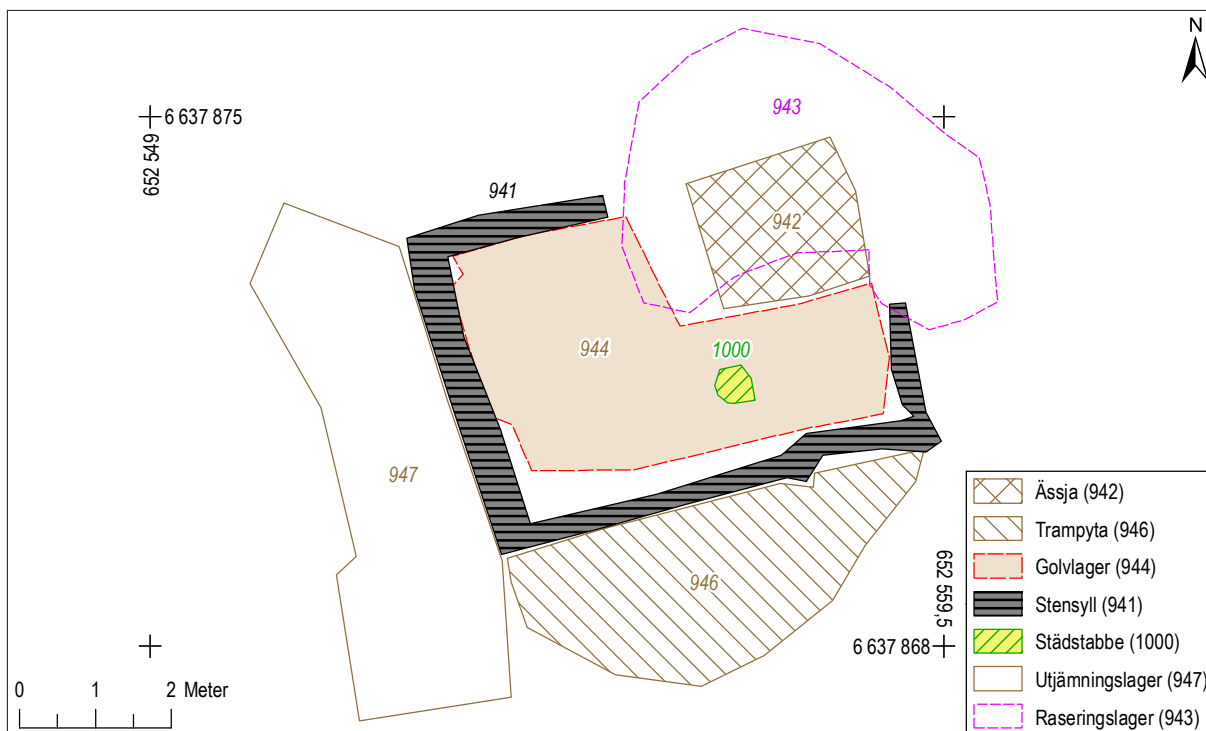 N
6 637 875
652 549
943
941
942
944
1000
947
946
652 559,5
6 637 868
0 1 2 Meter
Ässja (942)
Trampyta (946)
Golvlager (944)
Stensyll (941)
Städstabbe (1000)
Utjämningslager (947)
Raseringslager (943)